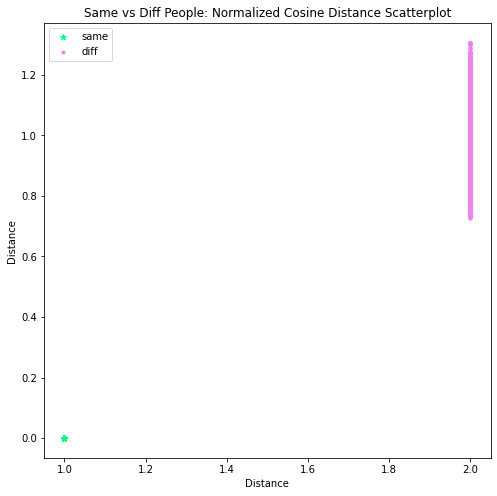 Same vs Diff People: Normalized Cosine Distance Scatterplot
same
diff
1.2
1.0
0.8
0.6
0.4
0.2
0.0
Distance
1.0 1.2 1.4 1.6 1.8 2.0
Distance